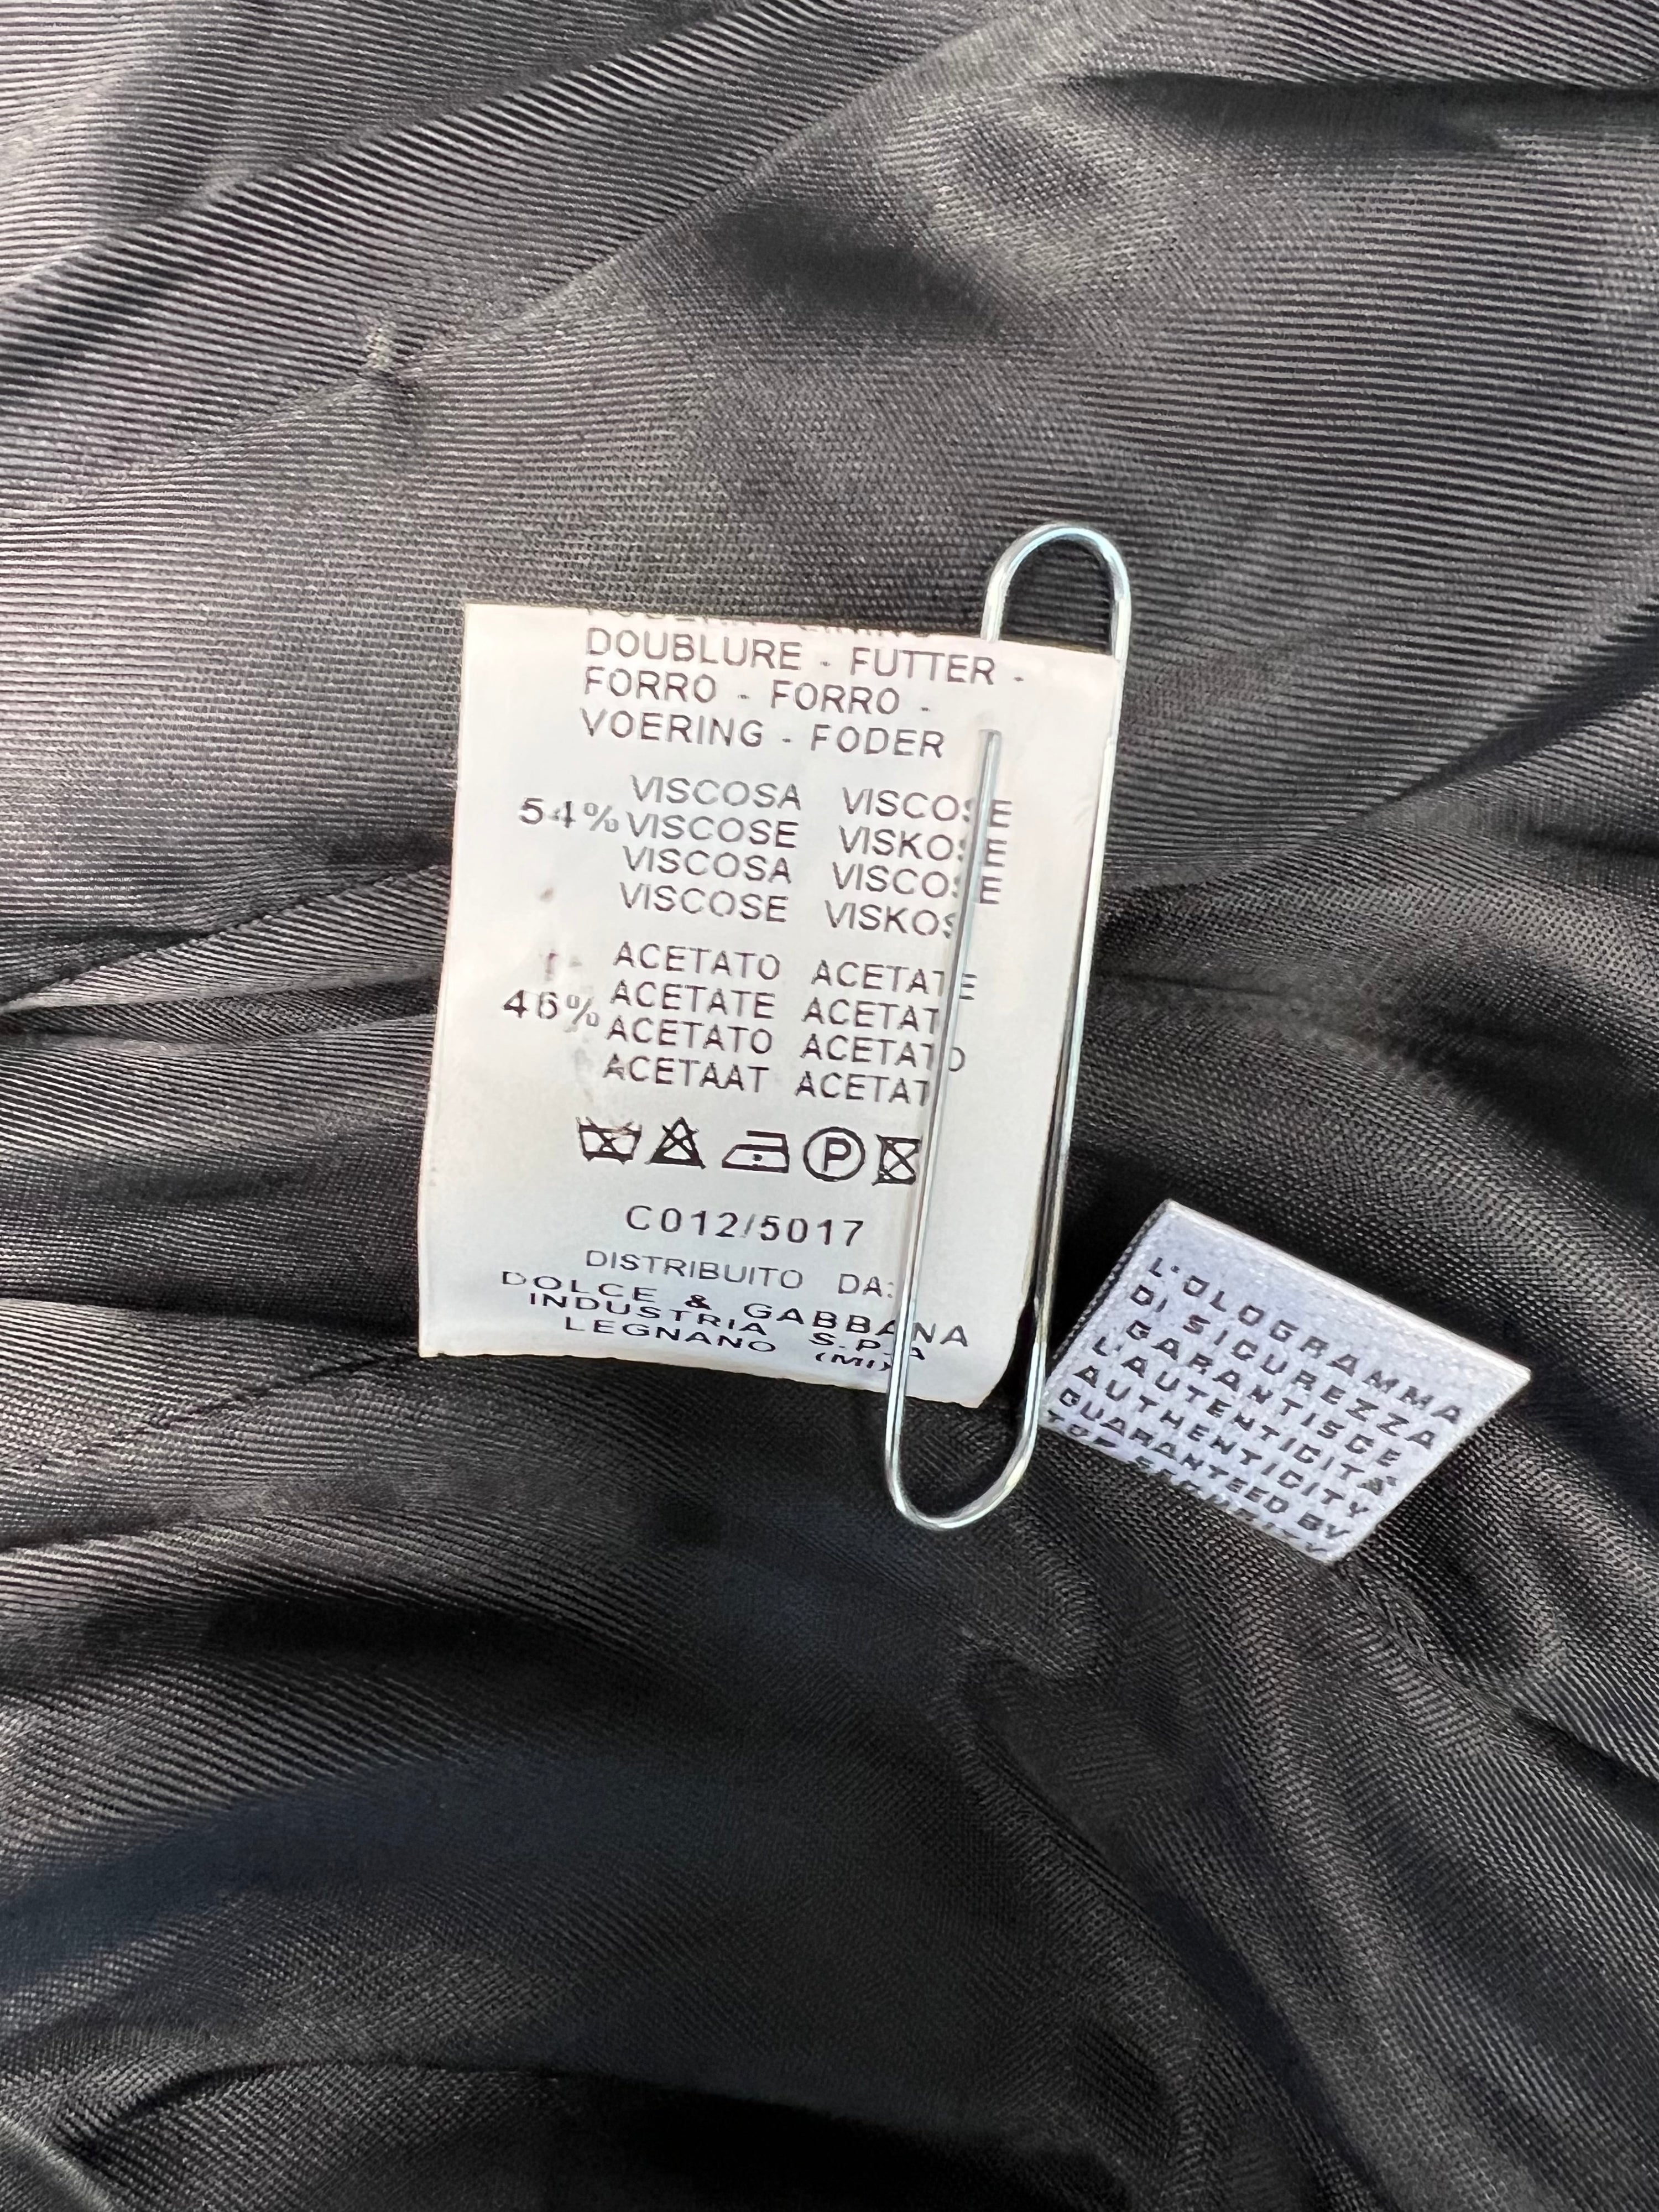 DOUBLURE - FUTTER -
FORRO - FORRO -
VOERING - FODER
VISCOSA VISCOSE
54% VISCOSE VISKOSE
VISCOSA VISCOSE
VISCOSE VISKOS
ACETATO ACETATE
46% ACETATE ACETAT
ACETATO ACETATO
ACETAAT ACETAT
P
C012/5017
DISTRIBUITO DA:
DOLCE & GABBANA
INDUSTRIA S.P.A
LEGNANO (MI)
L'OLOGRAMMA
DI SICUREZZA
GARANTISCE
L'AUTENTICITÀ
AUTHENTICITY
GUARANTEED BY